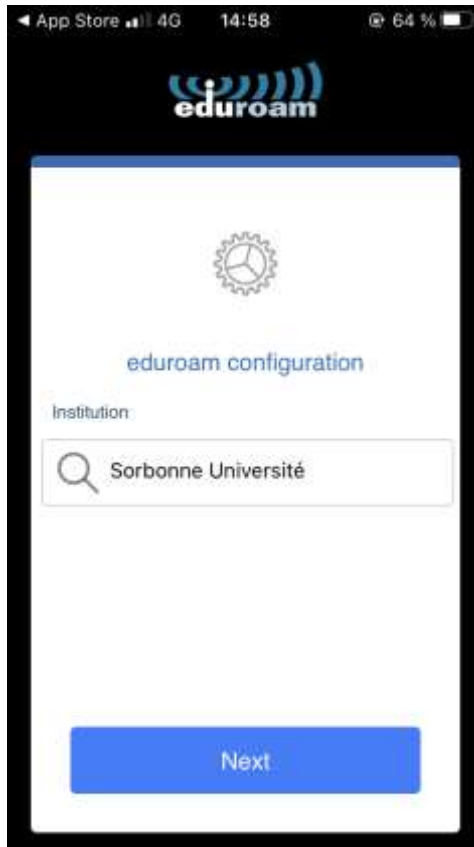 App Store 4G 14:58 64 %
eduroam
eduroam configuration
Institution
Sorbonne Université
Next